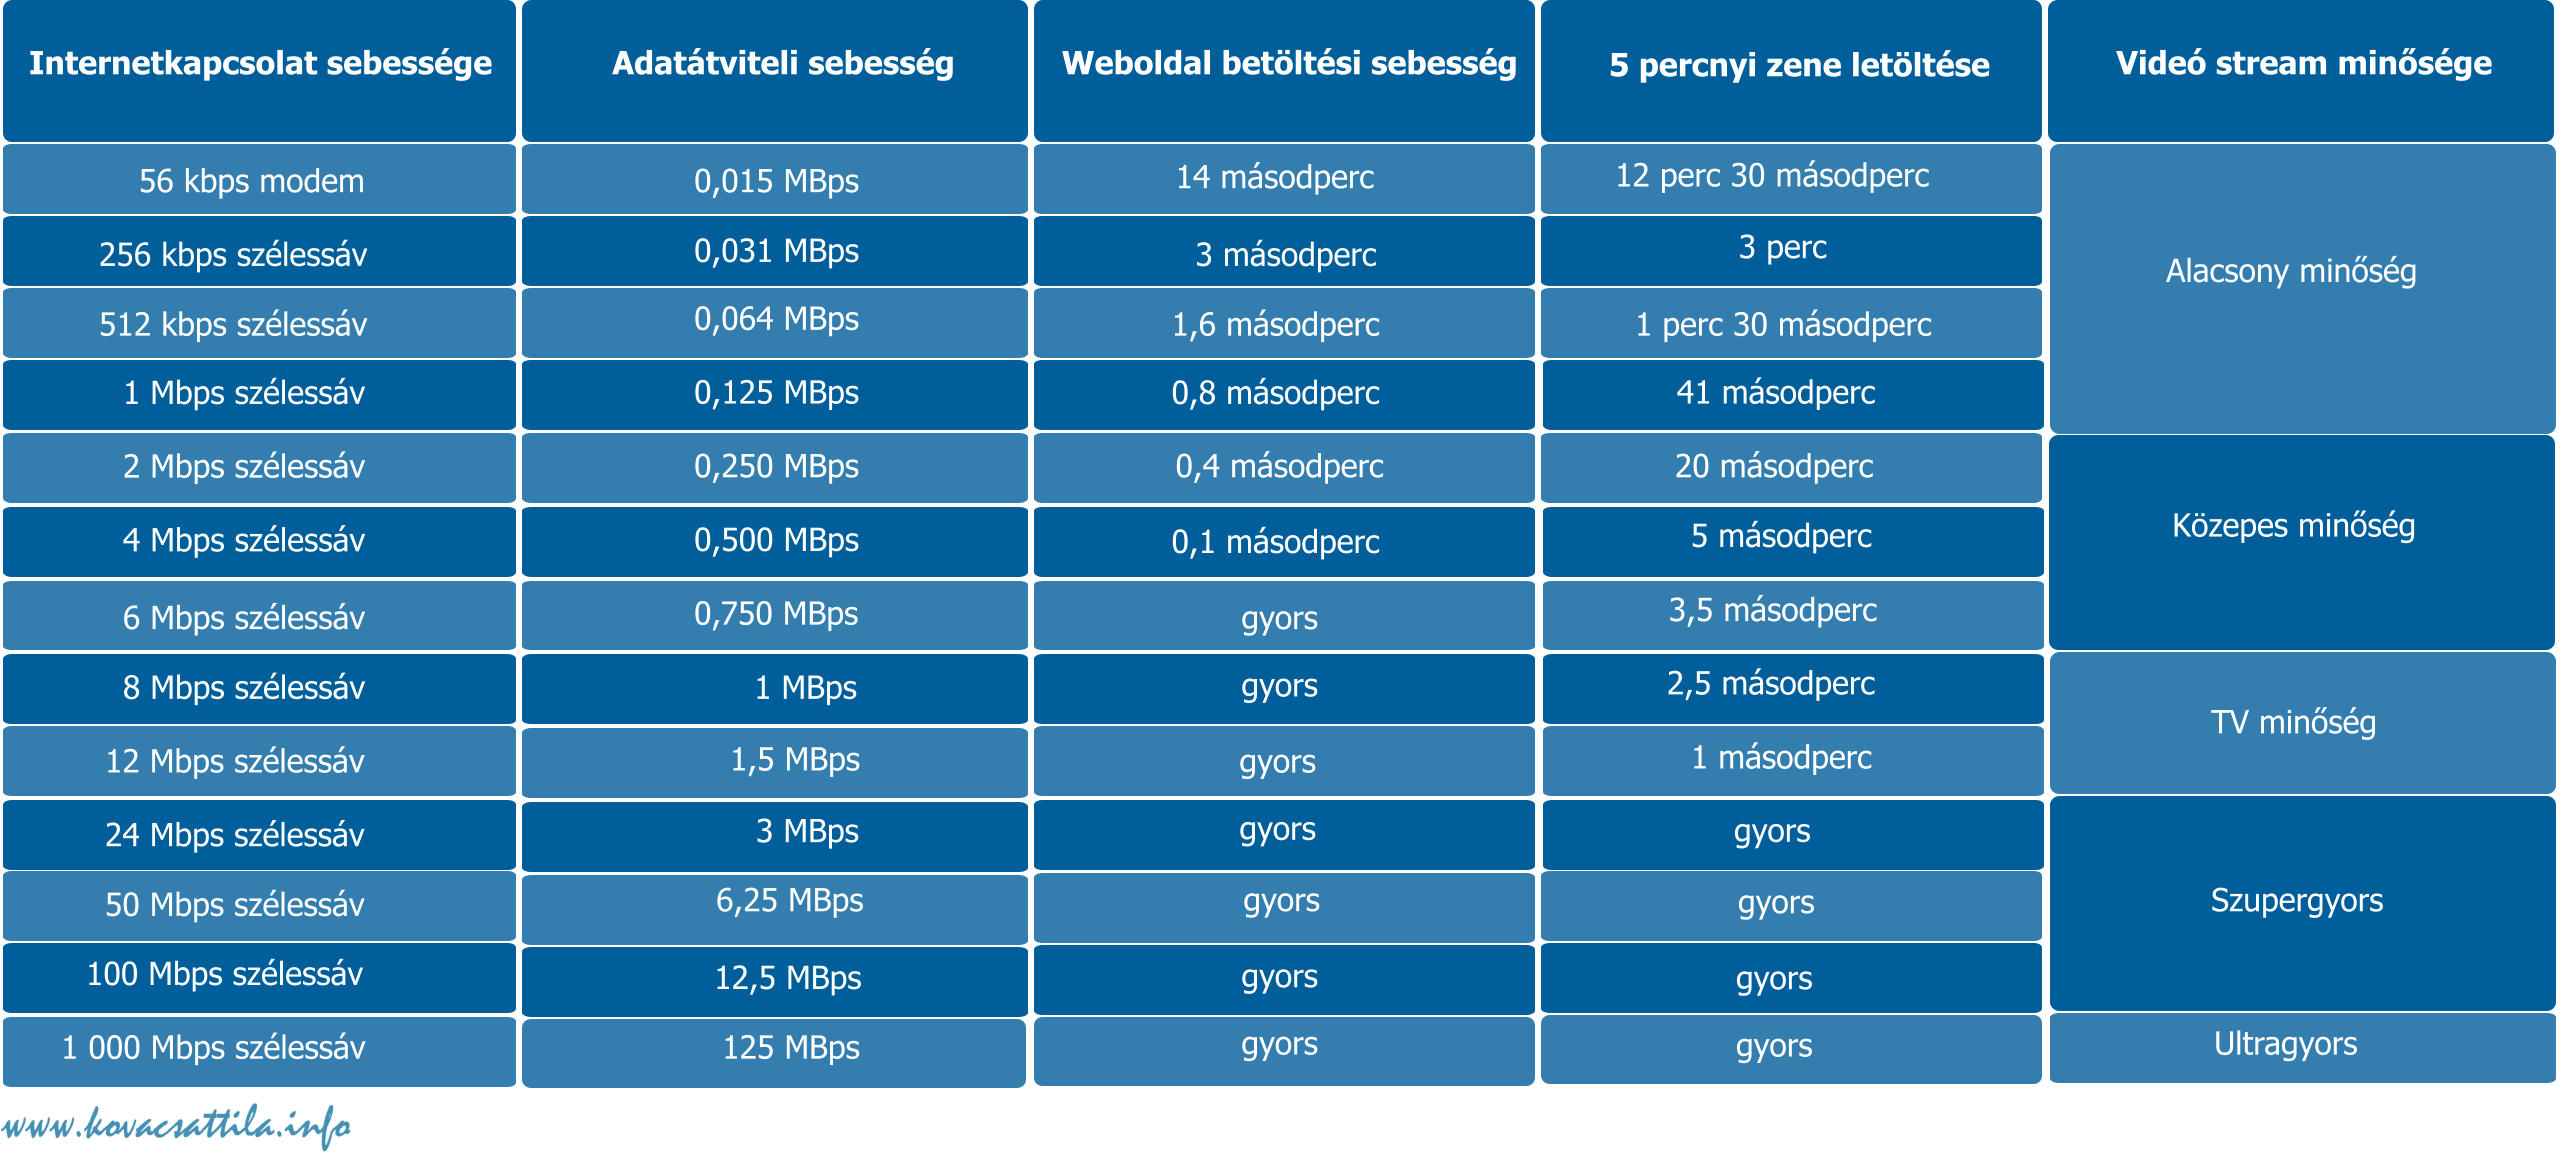 Internetkapcsolat sebessége Adatátviteli sebesség Weboldal betöltési sebesség 5 percnyi zene letöltése Videó stream minősége
56 kbps modem 0,015 MBps 14 másodperc 12 perc 30 másodperc
256 kbps szélessáv 0,031 MBps 3 másodperc 3 perc
Alacsony minőség
512 kbps szélessáv 0,064 MBps 1,6 másodperc 1 perc 30 másodperc
1 Mbps szélessáv 0,125 MBps 0,8 másodperc 41 másodperc
2 Mbps szélessáv 0,250 MBps 0,4 másodperc 20 másodperc
4 Mbps szélessáv 0,500 MBps 0,1 másodperc 5 másodperc Közepes minőség
6 Mbps szélessáv 0,750 MBps gyors 3,5 másodperc
8 Mbps szélessáv 1 MBps gyors 2,5 másodperc
TV minőség
12 Mbps szélessáv 1,5 MBps gyors 1 másodperc
24 Mbps szélessáv 3 MBps gyors gyors
50 Mbps szélessáv 6,25 MBps gyors gyors Szupergyors
100 Mbps szélessáv 12,5 MBps gyors gyors
1 000 Mbps szélessáv 125 MBps gyors gyors Ultragyors
www.kovacsattila.info